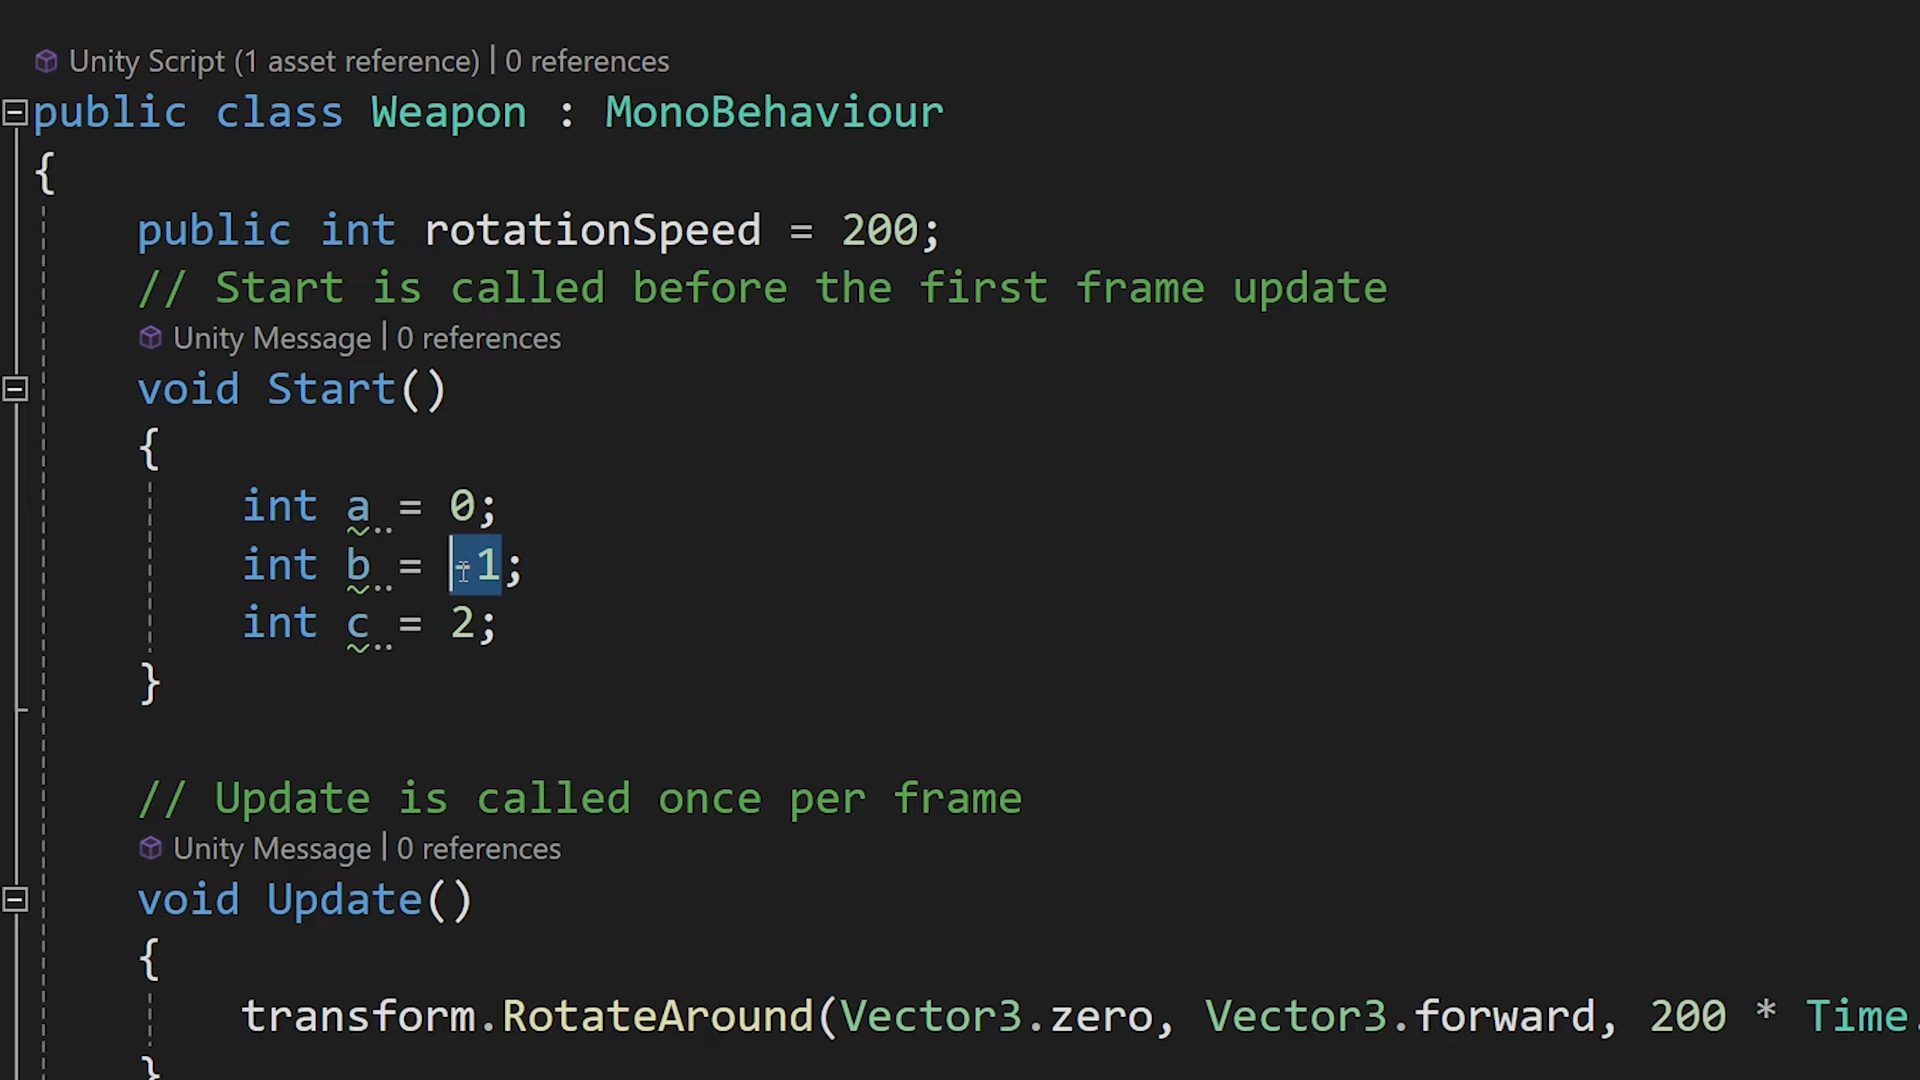 Unity Script (1 asset reference) | 0 references
public class Weapon : MonoBehaviour
{
public int rotationSpeed = 200;
// Start is called before the first frame update
Unity Message | 0 references
void Start()
{
int a = 0;
int b = -1;
int c = 2;
}
// Update is called once per frame
Unity Message | 0 references
void Update()
{
transform.RotateAround(Vector3.zero, Vector3.forward, 200 * Time.
}